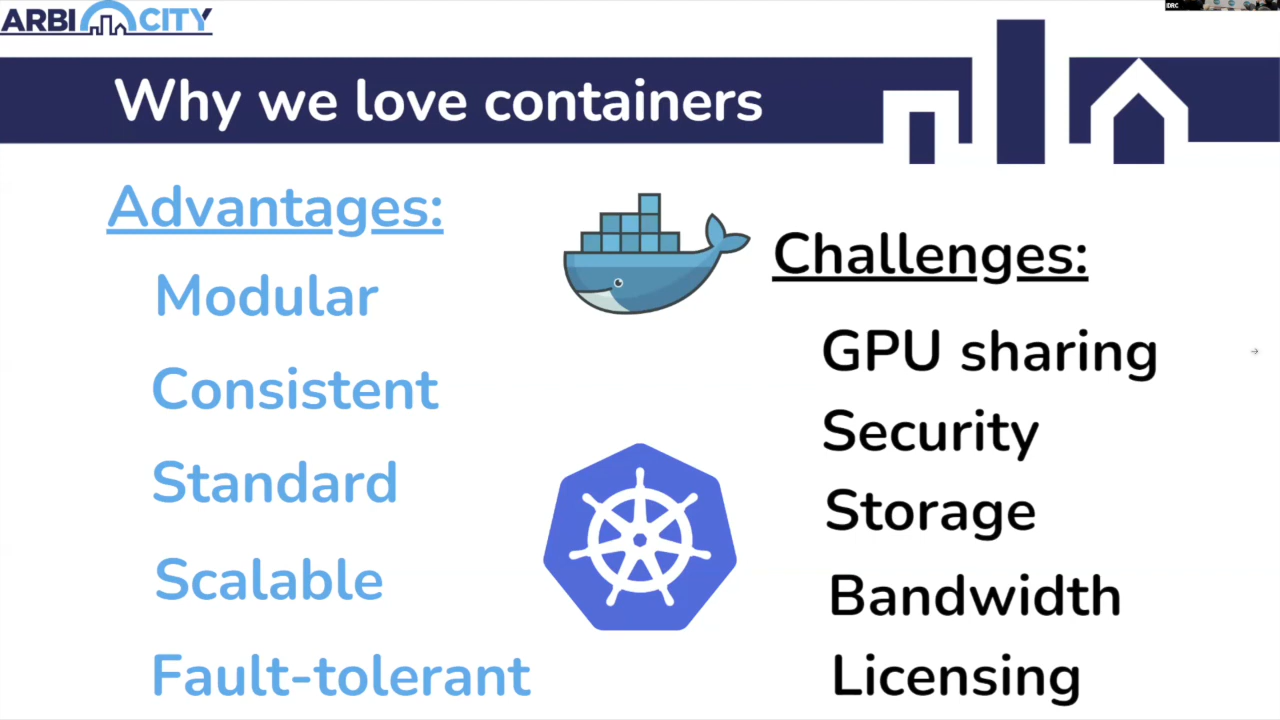 ARBI CITY
IDRC
Why we love containers
Advantages:
Modular
Consistent
Standard
Scalable
Fault-tolerant
Challenges:
GPU sharing
Security
Storage
Bandwidth
Licensing